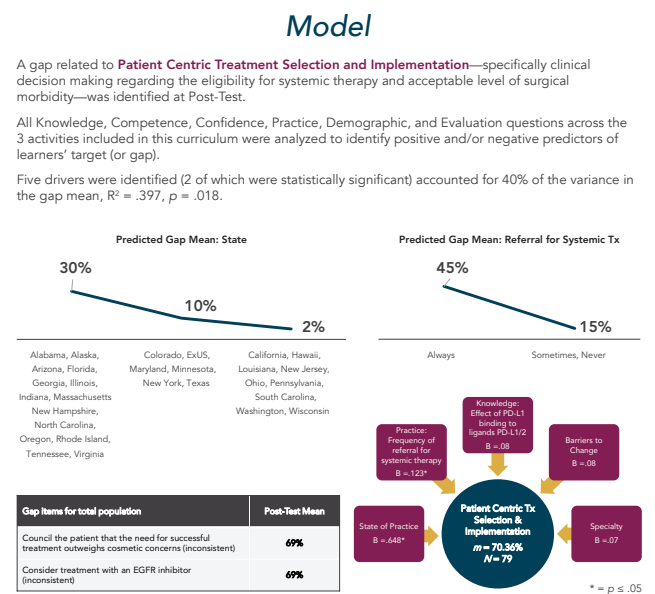 Model
A gap related to Patient Centric Treatment Selection and Implementation—specifically clinical
decision making regarding the eligibility for systemic therapy and acceptable level of surgical
morbidity—was identified at Post-Test.
All Knowledge, Competence, Confidence, Practice, Demographic, and Evaluation questions across the
3 activities included in this curriculum were analyzed to identify positive and/or negative predictors of
learners' target (or gap).
Five drivers were identified (2 of which were statistically significant) accounted for 40% of the variance in
the gap mean, R² = .397, p = .018.
Predicted Gap Mean: State
30%
10%
2%
Alabama, Alaska,
Arizona, Florida,
Georgia, Illinois,
Indiana, Massachusetts
New Hampshire,
North Carolina,
Oregon, Rhode Island,
Tennessee, Virginia
Colorado, ExUS,
Maryland, Minnesota,
New York, Texas
California, Hawaii,
Louisiana, New Jersey,
Ohio, Pennsylvania,
South Carolina,
Washington, Wisconsin
Predicted Gap Mean: Referral for Systemic Tx
45%
15%
Always
Sometimes, Never
Gap items for total population
Post-Test Mean
Council the patient that the need for successful
treatment outweighs cosmetic concerns (inconsistent)
69%
Consider treatment with an EGFR inhibitor
(inconsistent)
69%
State of Practice
B =.648*
Practice:
Frequency of
referral for
systemic therapy
B =.123*
Knowledge:
Effect of PD-L1
binding to
ligands PD-L1/2
B =.08
Barriers to
Change
B =.08
Specialty
B =.07
Patient Centric Tx
Selection &
Implementation
m = 70.36%
N = 79
* = p ≤ .05